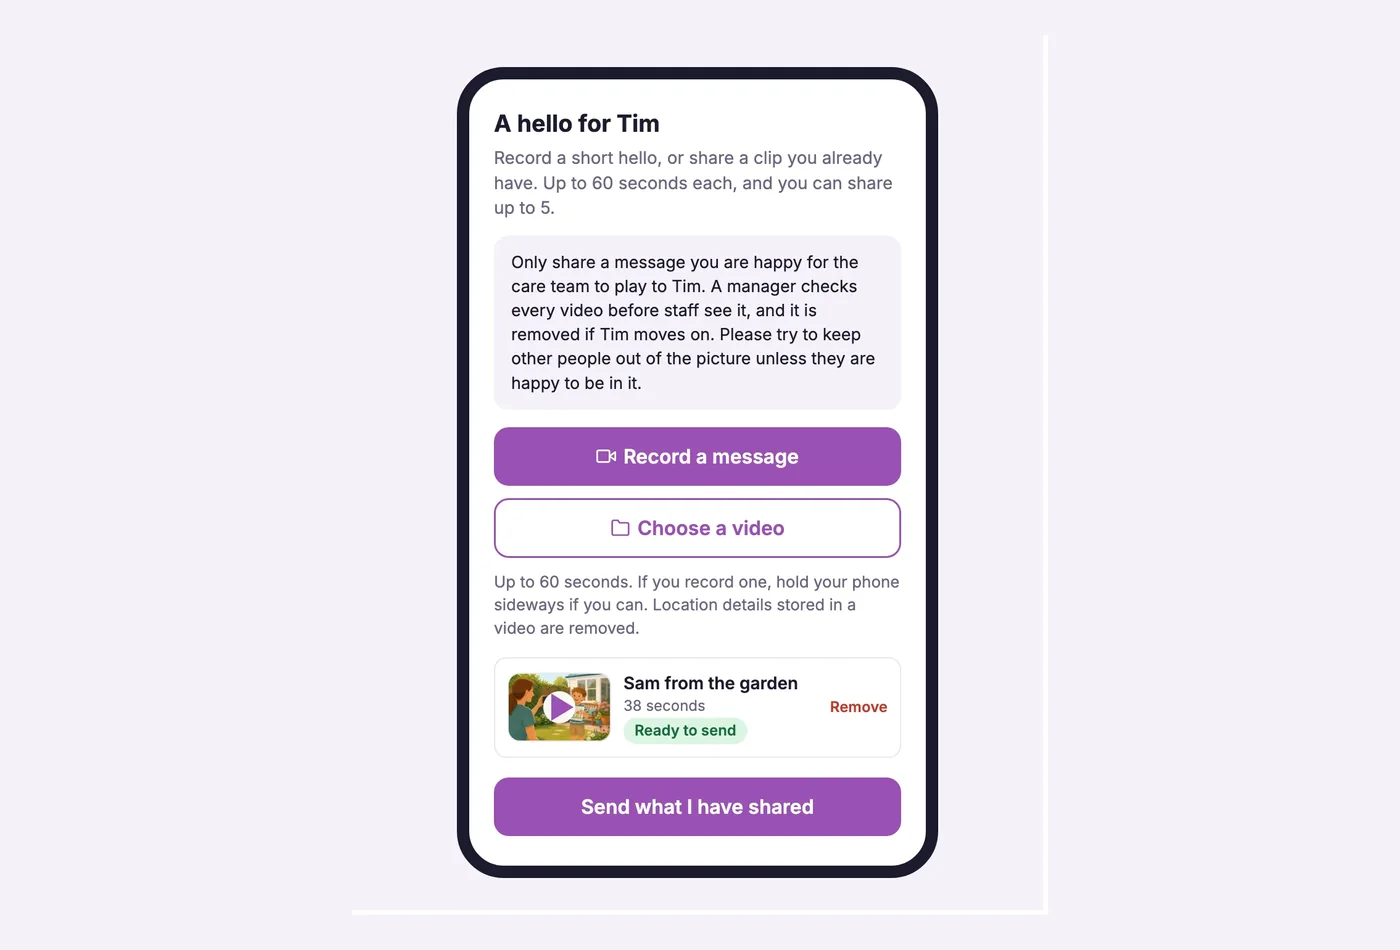 A hello for Tim
Record a short hello, or share a clip you already
have. Up to 60 seconds each, and you can share
up to 5.
Only share a message you are happy for the
care team to play to Tim. A manager checks
every video before staff see it, and it is
removed if Tim moves on. Please try to keep
other people out of the picture unless they are
happy to be in it.
Record a message
Choose a video
Up to 60 seconds. If you record one, hold your phone
sideways if you can. Location details stored in a
video are removed.
Sam from the garden
38 seconds
Remove
Ready to send
Send what I have shared